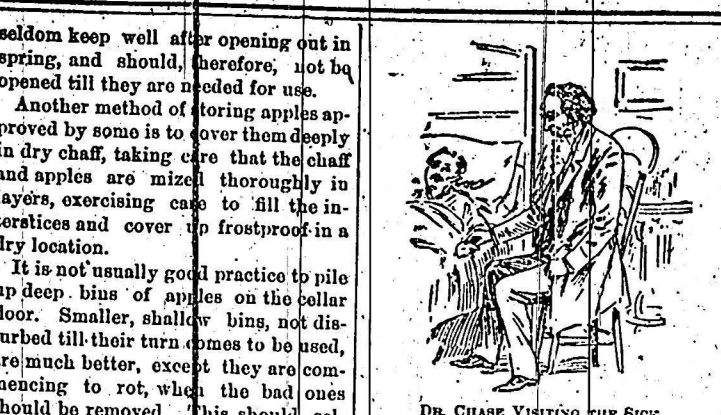 seldom keep well after opening out in
spring, and should, therefore, not be
opened till they are needed for use.
Another method of storing apples ap-
proved by some is to cover them deeply
in dry chaff, taking care that the chaff
and apples are mized thoroughly in
layers, exercising care to fill the in-
terstices and cover up frostproof in a
dry location.
It is not usually good practice to pile
up deep bins of apples on the cellar
floor. Smaller, shallow bins, not dis-
turbed till their turn comes to be used,
are much better, except they are com-
mencing to rot, when the bad ones
should be removed. This should
DR. CHASE VISITING THE SICK